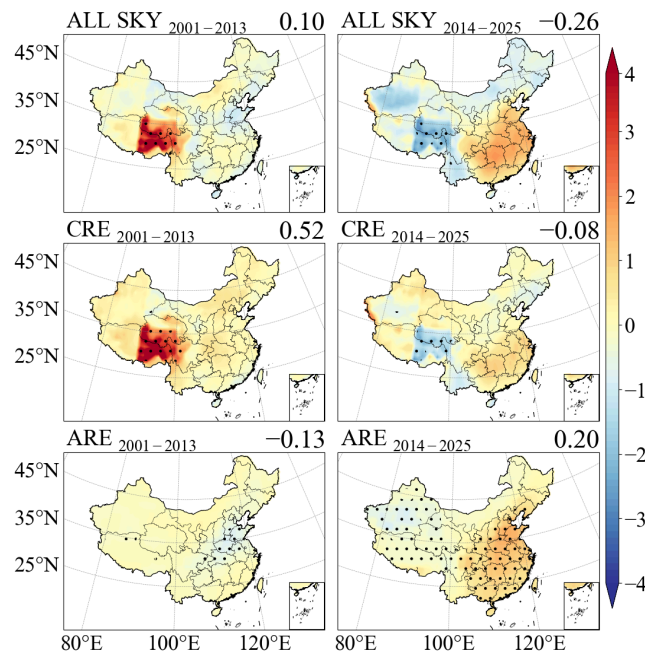 ALL SKY 2001−2013 0.10
ALL SKY 2014−2025 −0.26
45°N
35°N
25°N
CRE 2001−2013 0.52
CRE 2014−2025 −0.08
45°N
35°N
25°N
ARE 2001−2013 −0.13
ARE 2014−2025 0.20
45°N
35°N
25°N
80°E 100°E 120°E
80°E 100°E 120°E
4
3
2
1
0
−1
−2
−3
−4